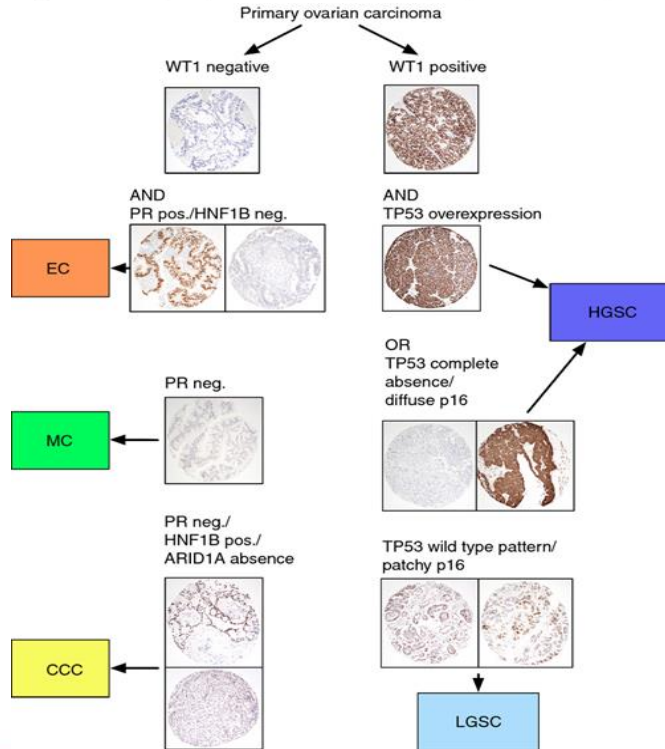 Primary ovarian carcinoma
WT1 negative
WT1 positive
AND
PR pos./HNF1B neg.
EC
AND
TP53 overexpression
HGSC
OR
TP53 complete
absence/
diffuse p16
PR neg.
MC
PR neg./
HNF1B pos./
ARID1A absence
CCC
TP53 wild type pattern/
patchy p16
LGSC